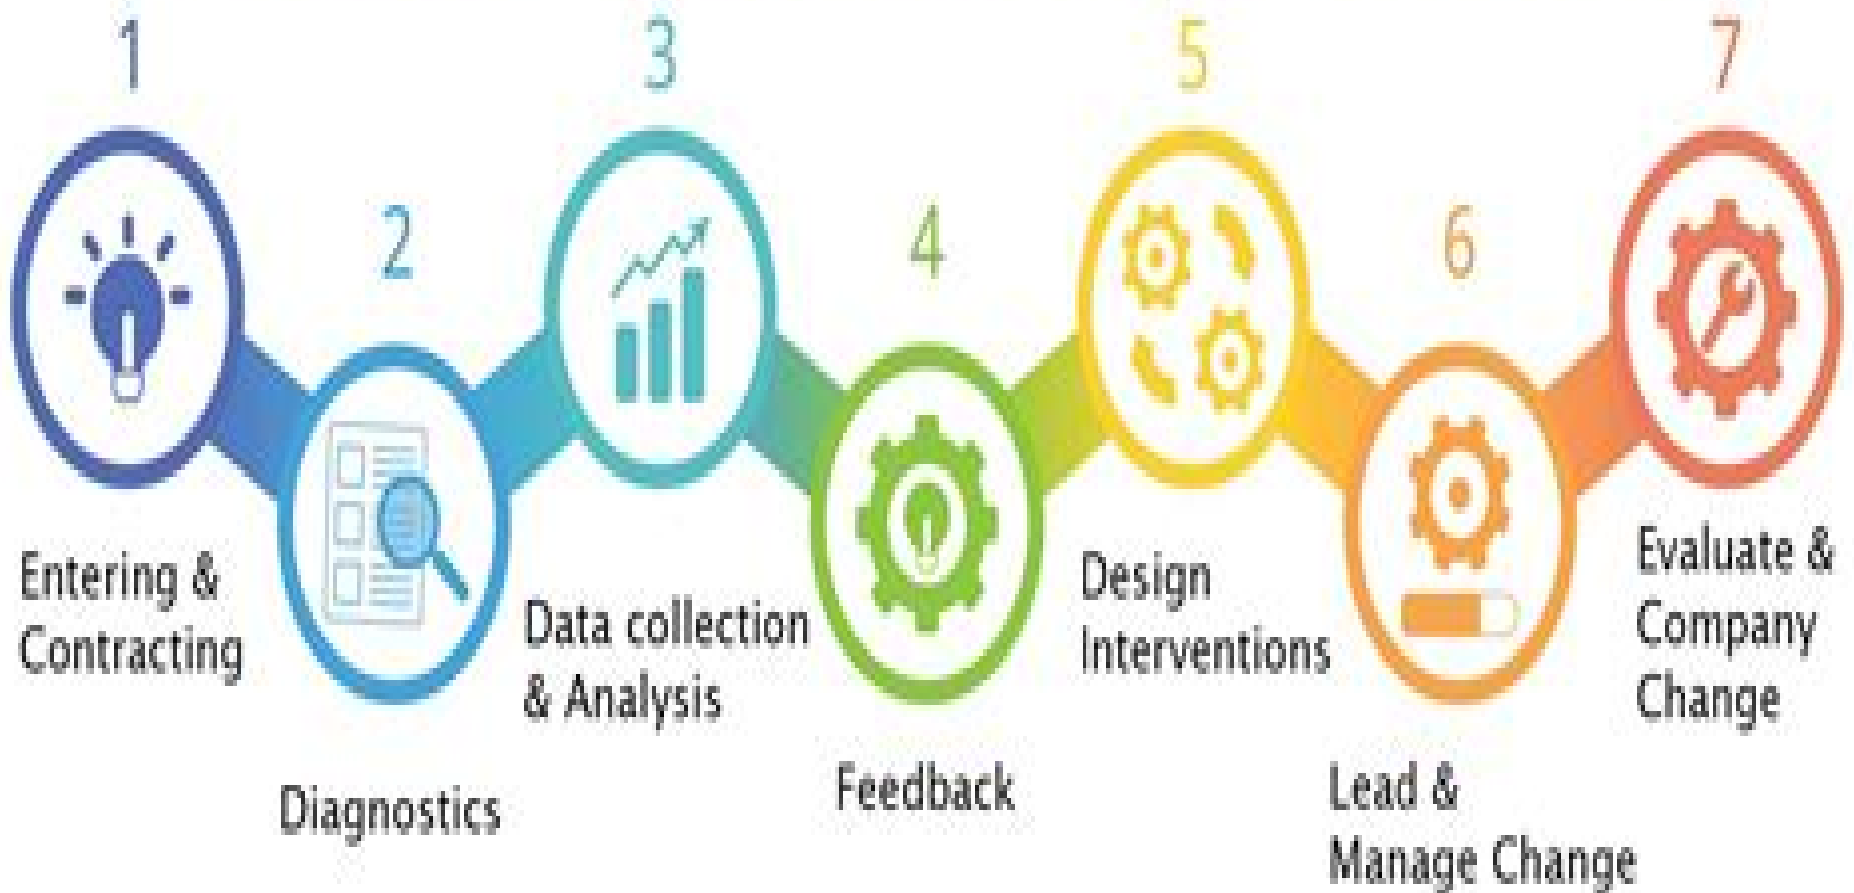 1
Entering &
Contracting
2
Diagnostics
3
Data collection
& Analysis
4
Feedback
5
Design
Interventions
6
Lead &
Manage Change
7
Evaluate &
Company
Change